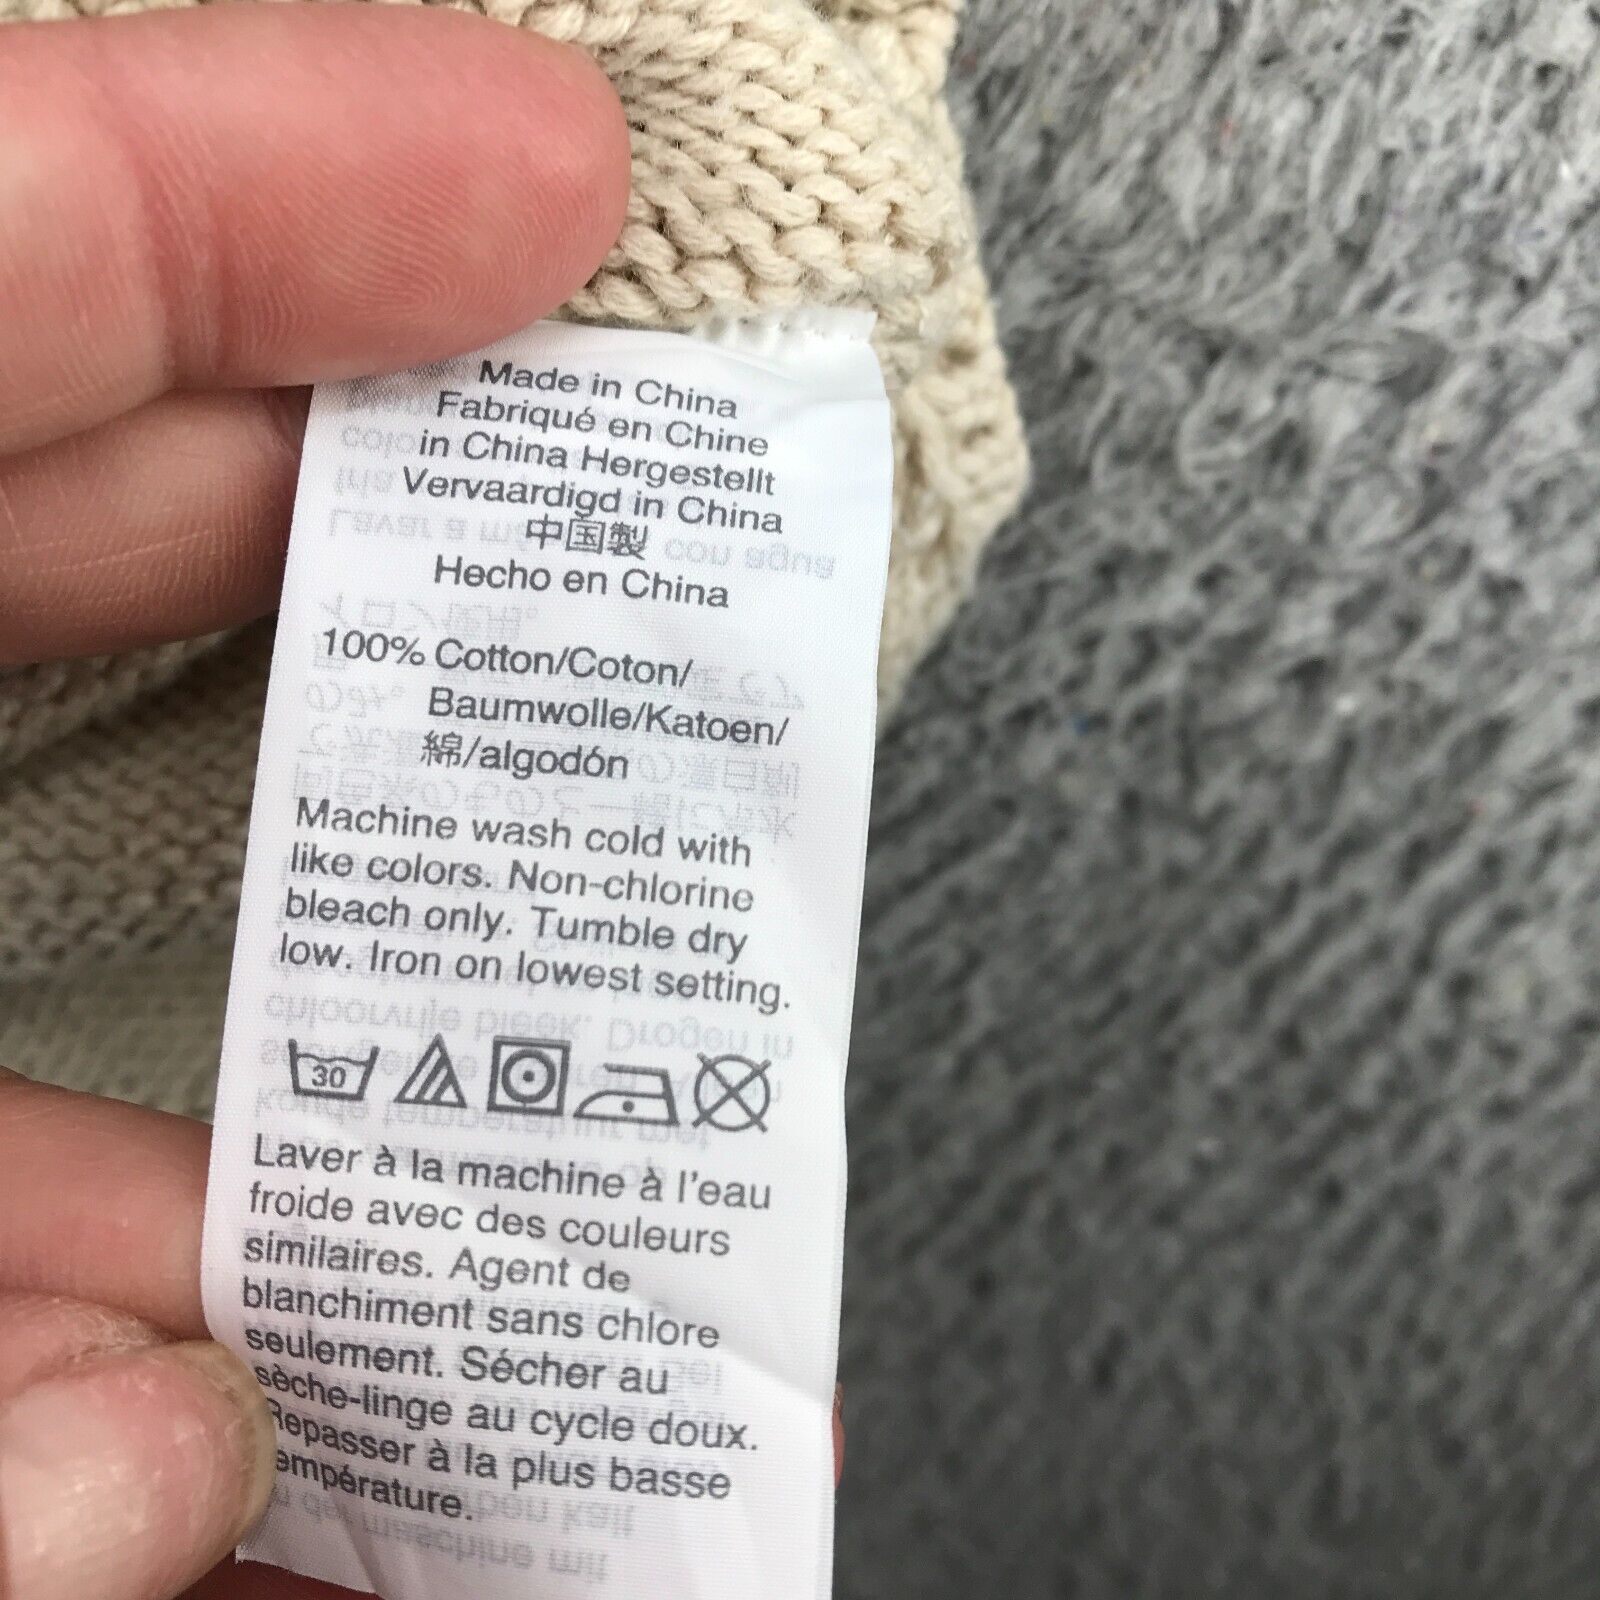 Made in China
Fabriqué en Chine
in China Hergestellt
Vervaardigd in China
中国製
Hecho en China
100% Cotton/Coton/
Baumwolle/Katoen/
綿/algodón
Machine wash cold with
like colors. Non-chlorine
bleach only. Tumble dry
low. Iron on lowest setting.
30
Laver à la machine à l'eau
froide avec des couleurs
similaires. Agent de
blanchiment sans chlore
seulement. Sécher au
sèche-linge au cycle doux.
Repasser à la plus basse
température.